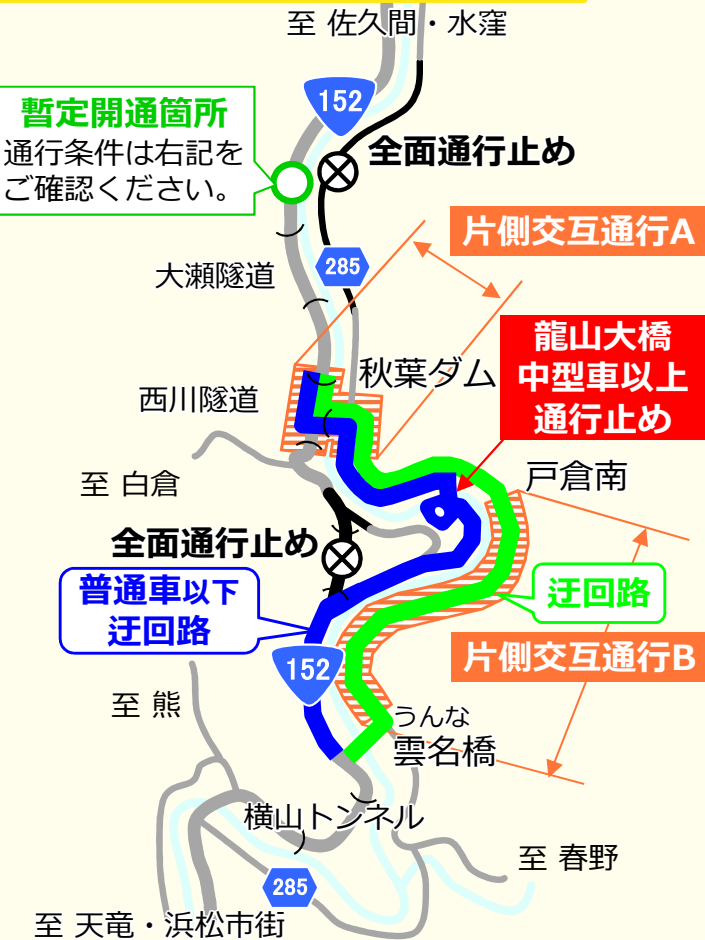 至 佐久間・水窪
152
暫定開通箇所
通行条件は右記を
ご確認ください。
全面通行止め
片側交互通行A
285
大瀬隧道
龍山大橋
中型車以上
通行止め
秋葉ダム
西川隧道
戸倉南
至 白倉
全面通行止め
普通車以下
迂回路
迂回路
片側交互通行B
152
至 熊
うんな
雲名橋
横山トンネル
至 春野
285
至 天竜・浜松市街